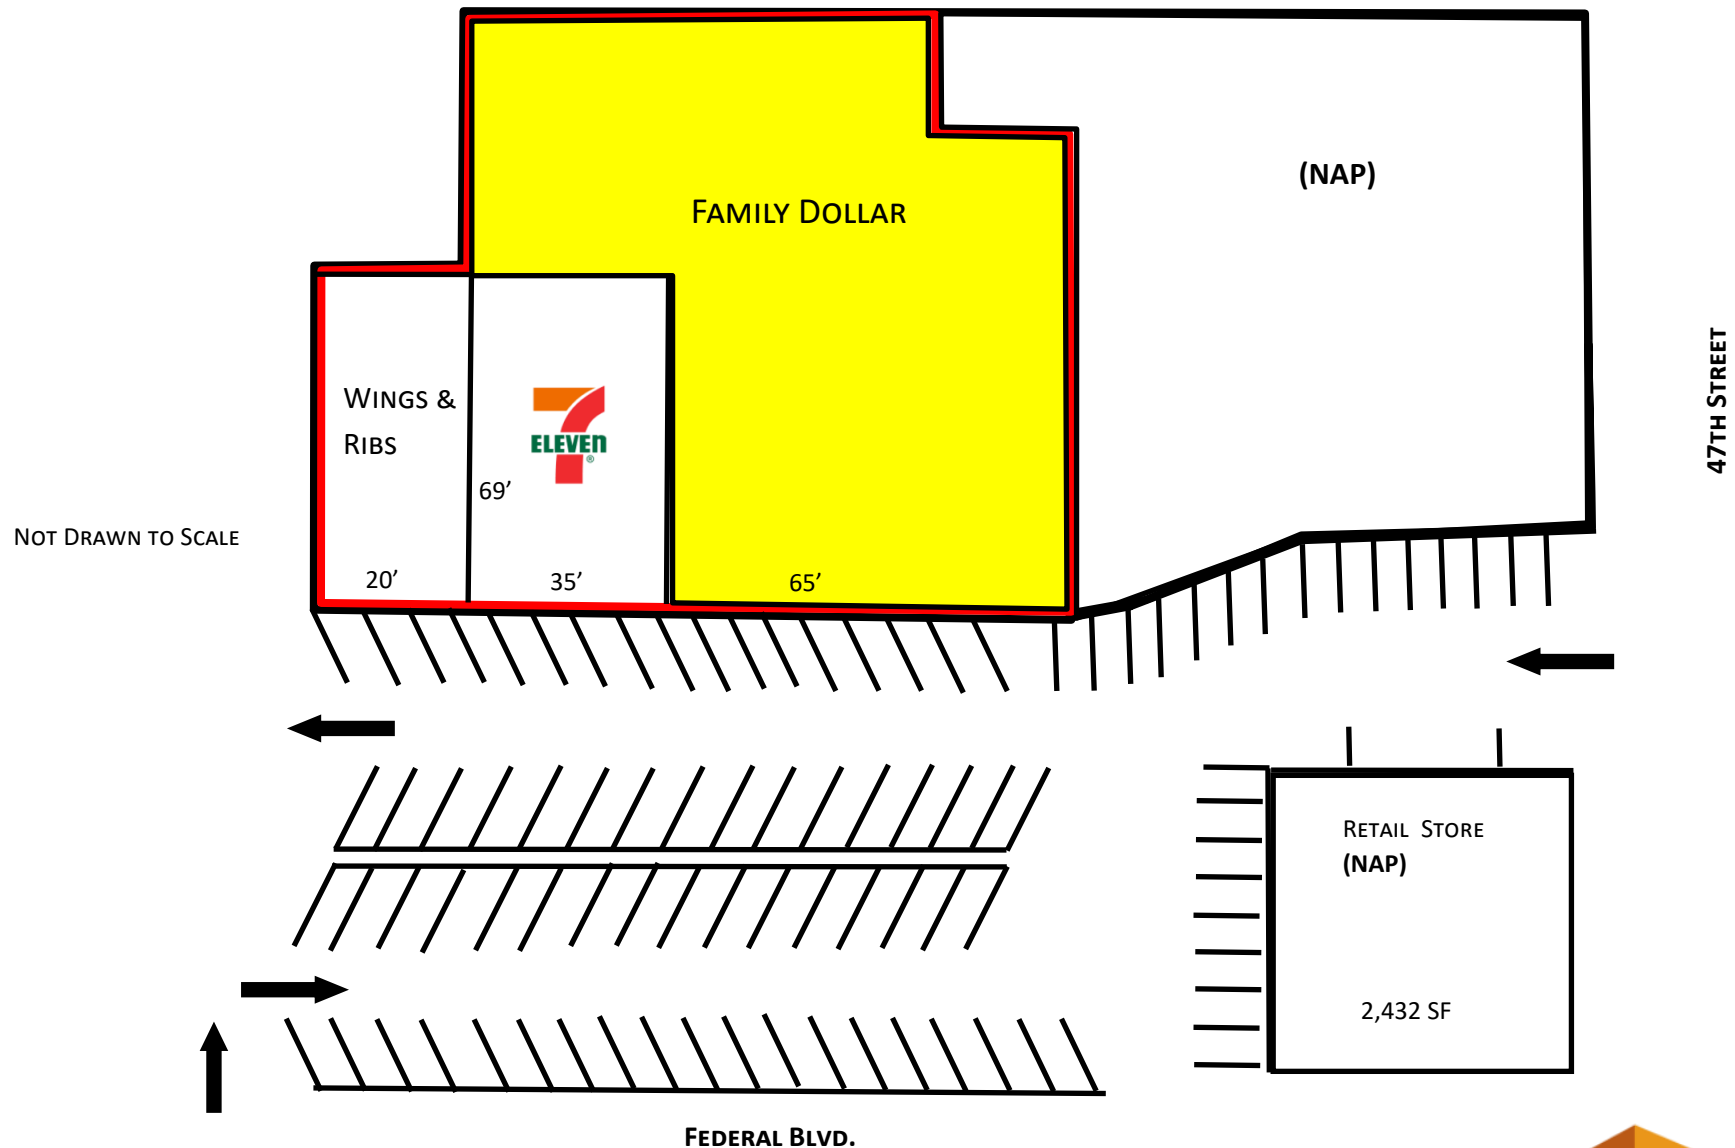 (NAP)
FAMILY DOLLAR
47TH STREET
WINGS &
RIBS
7
ELEVEn
®
69’
NOT DRAWN TO SCALE
20’
35’
65’
RETAIL STORE
(NAP)
2,432 SF
FEDERAL BLVD.